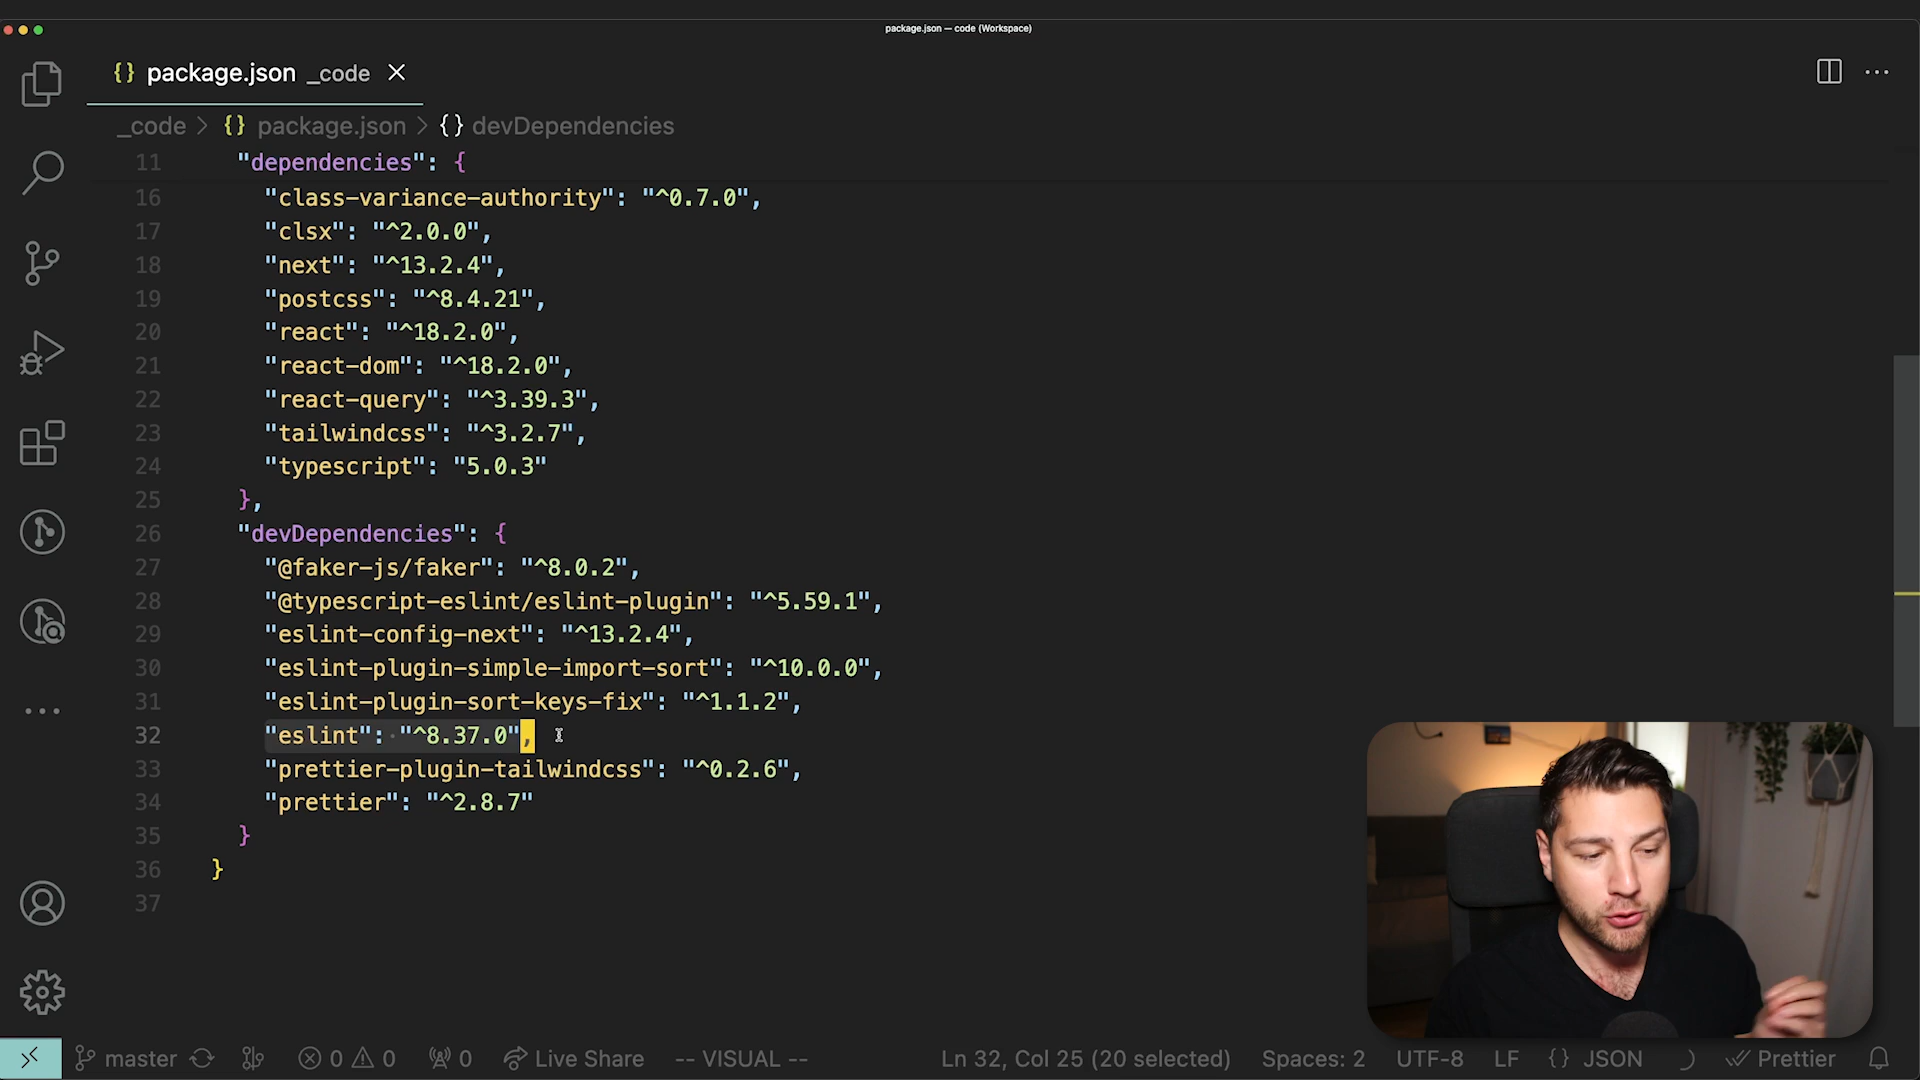 package.json — code (Workspace)
{} package.json _code
_code > {} package.json > {} devDependencies
11 "dependencies": {
16 "class-variance-authority": "^0.7.0",
17 "clsx": "^2.0.0",
18 "next": "^13.2.4",
19 "postcss": "^8.4.21",
20 "react": "^18.2.0",
21 "react-dom": "^18.2.0",
22 "react-query": "^3.39.3",
23 "tailwindcss": "^3.2.7",
24 "typescript": "5.0.3"
25 },
26 "devDependencies": {
27 "@faker-js/faker": "^8.0.2",
28 "@typescript-eslint/eslint-plugin": "^5.59.1",
29 "eslint-config-next": "^13.2.4",
30 "eslint-plugin-simple-import-sort": "^10.0.0",
31 "eslint-plugin-sort-keys-fix": "^1.1.2",
32 "eslint": "^8.37.0",
33 "prettier-plugin-tailwindcss": "^0.2.6",
34 "prettier": "^2.8.7"
35 }
36 }
37
master 0 0 0 Live Share -- VISUAL -- Ln 32, Col 25 (20 selected) Spaces: 2 UTF-8 LF {} JSON Prettier